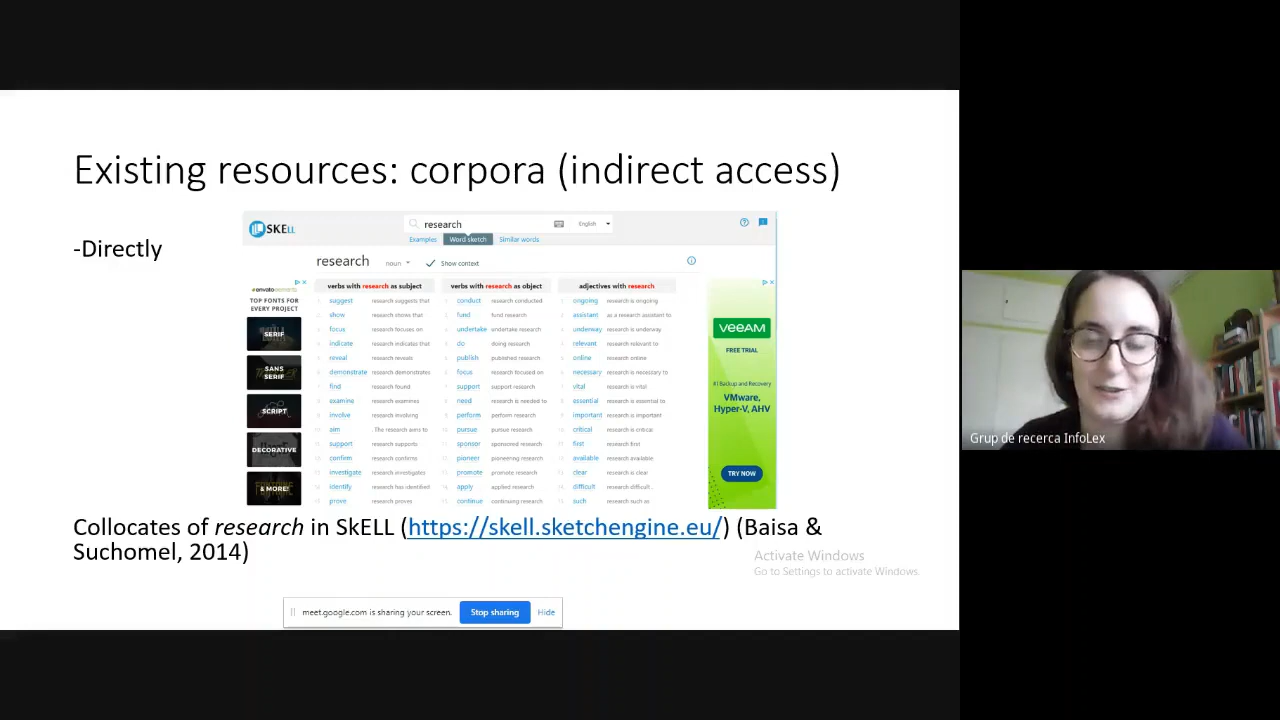 Existing resources: corpora (indirect access)
-Directly
SKELL
research
English
Examples
Word sketch
Similar words
research
noun
Show context
envatoelements
TOP FONTS FOR
EVERY PROJECT
SERIF
SANS
SERIF
SCRIPT
DECORATIVE
& MORE!
verbs with research as subject
suggest research suggests that
show research shows that
focus research focuses on
indicate research indicates that
reveal research reveals
demonstrate research demonstrates
find research found
examine research examines
involve research involving
aim . The research aims to
support research supports
confirm research confirms
investigate research investigates
identify research has identified
prove research proves
verbs with research as object
conduct research conducted
fund fund research
undertake undertake research
do doing research
publish published research
focus research focused on
support support research
need research is needed to
perform perform research
pursue pursue research
sponsor sponsored research
pioneer pioneering research
promote promote research
apply applied research
continue continuing research
adjectives with research
ongoing research is ongoing
assistant as a research assistant to
underway research is underway
relevant research relevant to
online research online
necessary research is necessary to
vital research is vital
essential research is essential to
important research is important
critical research is critical
first research first
available research available
clear research is clear
difficult research difficult...
such research such as
veeAM
FREE TRIAL
#1 Backup and Recovery
VMware,
Hyper-V, AHV
TRY NOW
Collocates of research in SkELL (https://skell.sketchengine.eu/) (Baisa &
Suchomel, 2014)
Activate Windows
Go to Settings to activate Windows.
meet.google.com is sharing your screen.
Stop sharing
Hide
Grup de recerca InfoLex